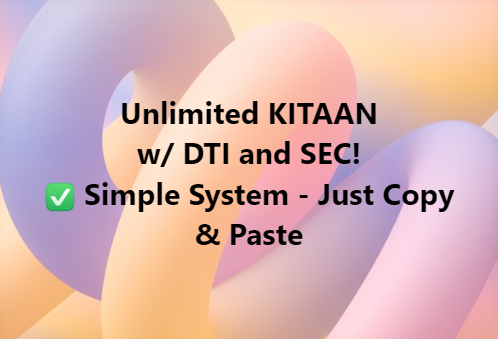 Unlimited KITAAN
w/ DTI and SEC!
✅ Simple System - Just Copy
& Paste